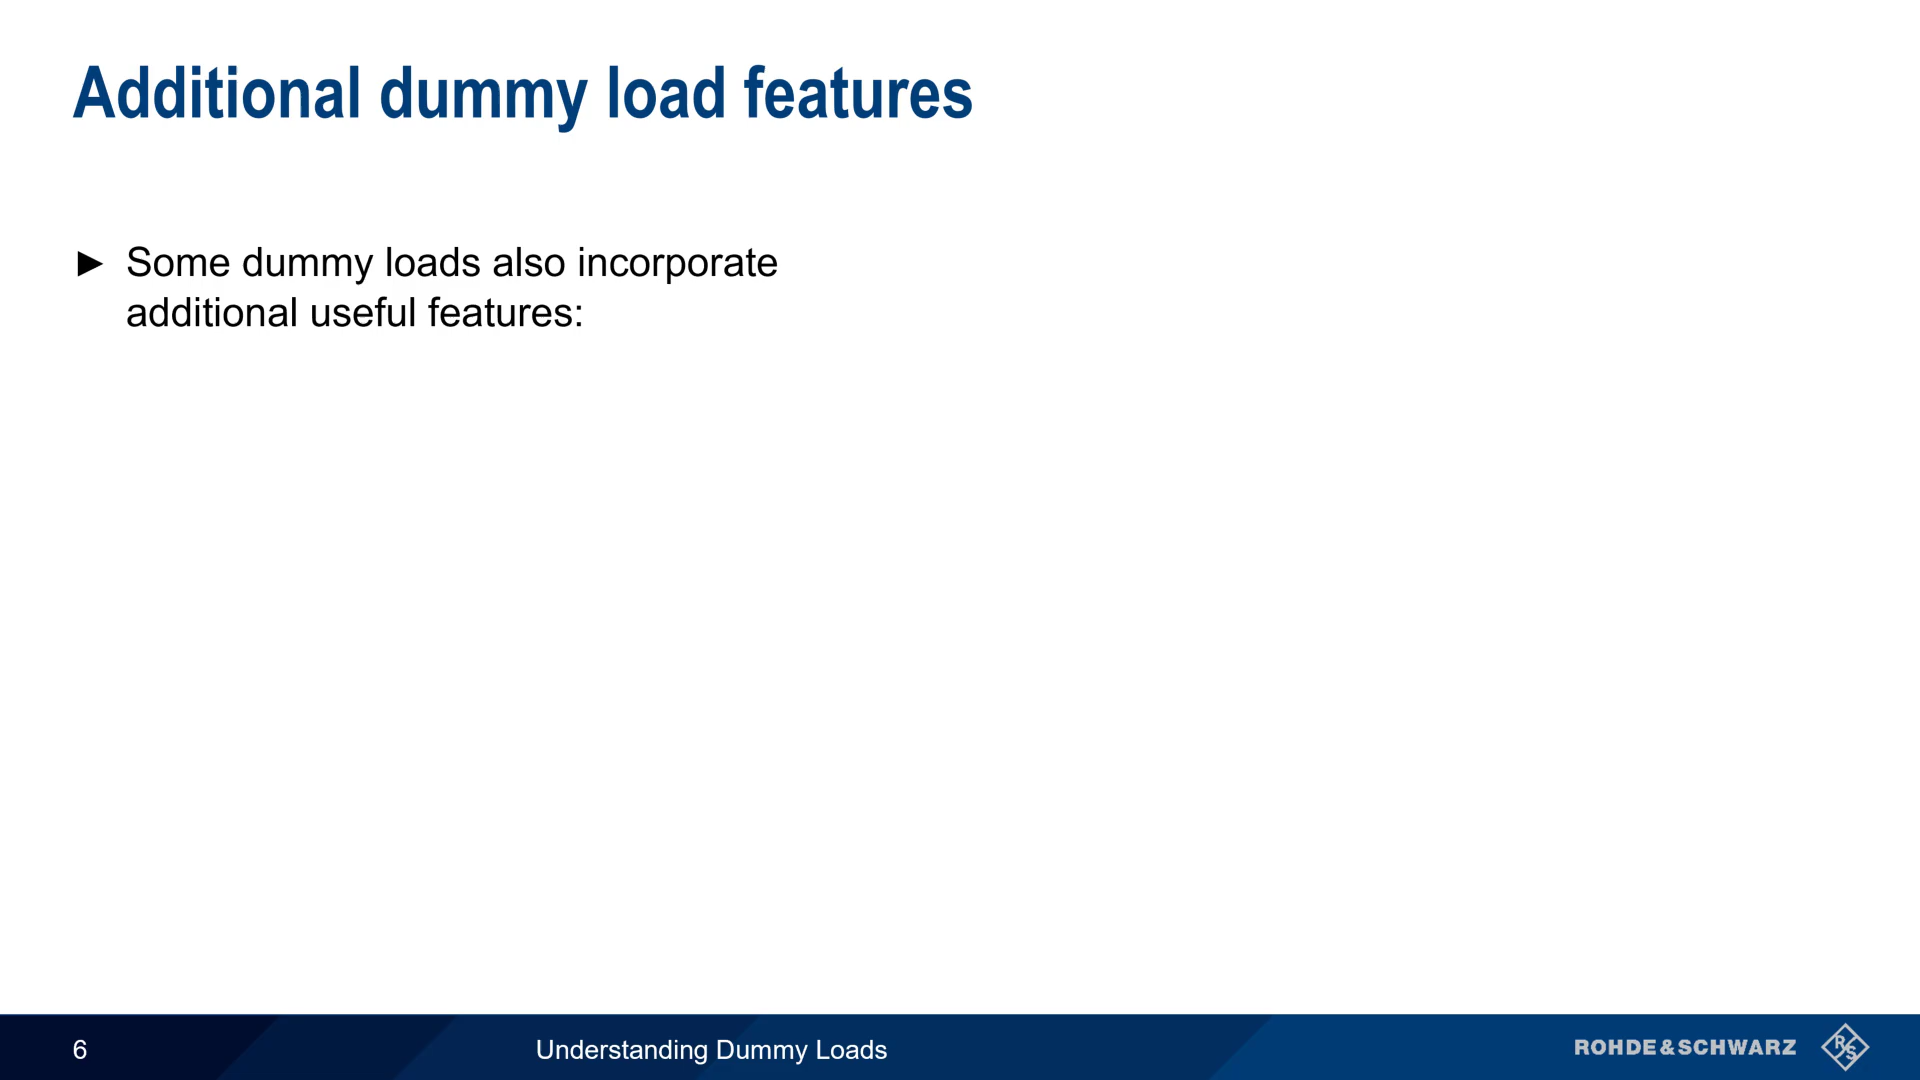 Additional dummy load features
► Some dummy loads also incorporate
additional useful features:
6
Understanding Dummy Loads
ROHDE&SCHWARZ
R
S